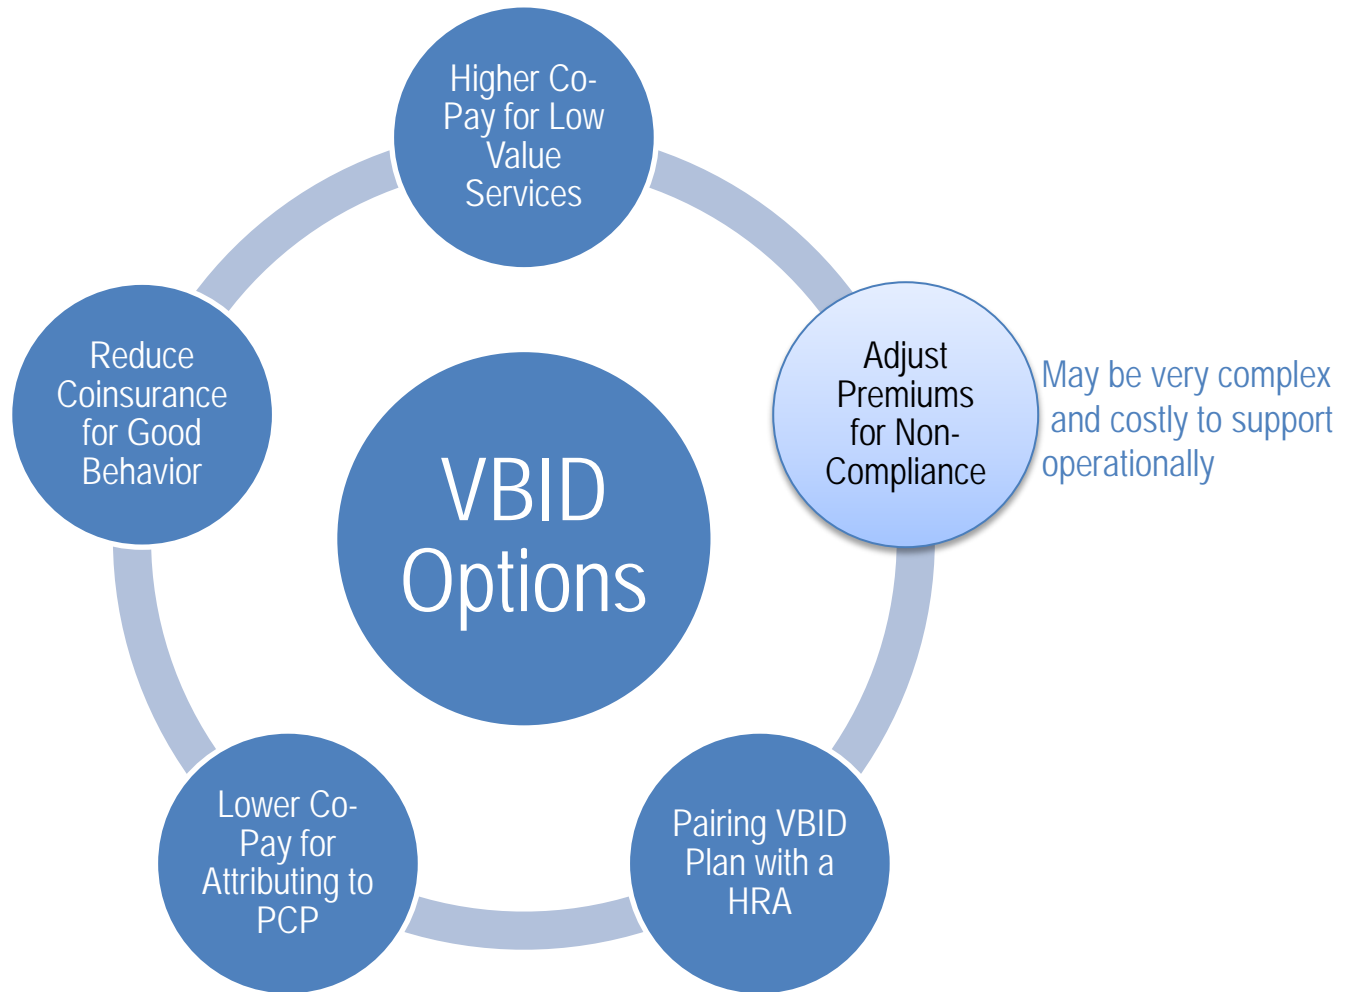 Higher Co-
Pay for Low
Value
Services
Adjust
Premiums
for Non-
Compliance
May be very complex
and costly to support
operationally
Pairing VBID
Plan with a
HRA
Lower Co-
Pay for
Attributing to
PCP
Reduce
Coinsurance
for Good
Behavior
VBID
Options